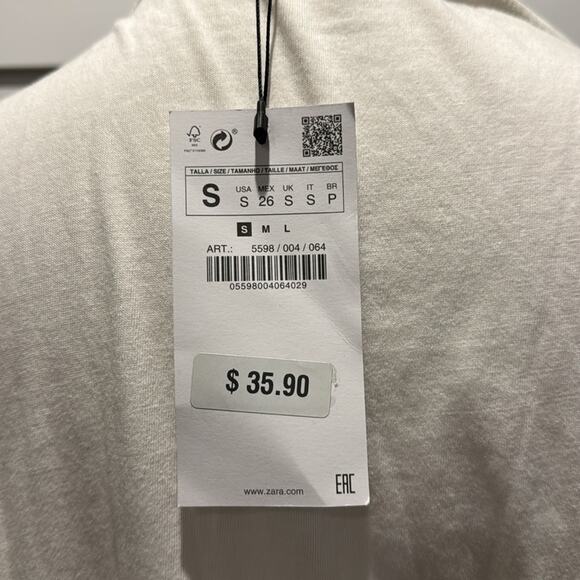 FSC
TALLA / SIZE / TAMANHO / TAILLE / MAAT / ΜΕΓΕΘΟΣ
S USA S MEX 26 UK S IT S BR P
S M L
ART.: 5598 / 004 / 064
05598004064029
$ 35.90
www.zara.com EAC